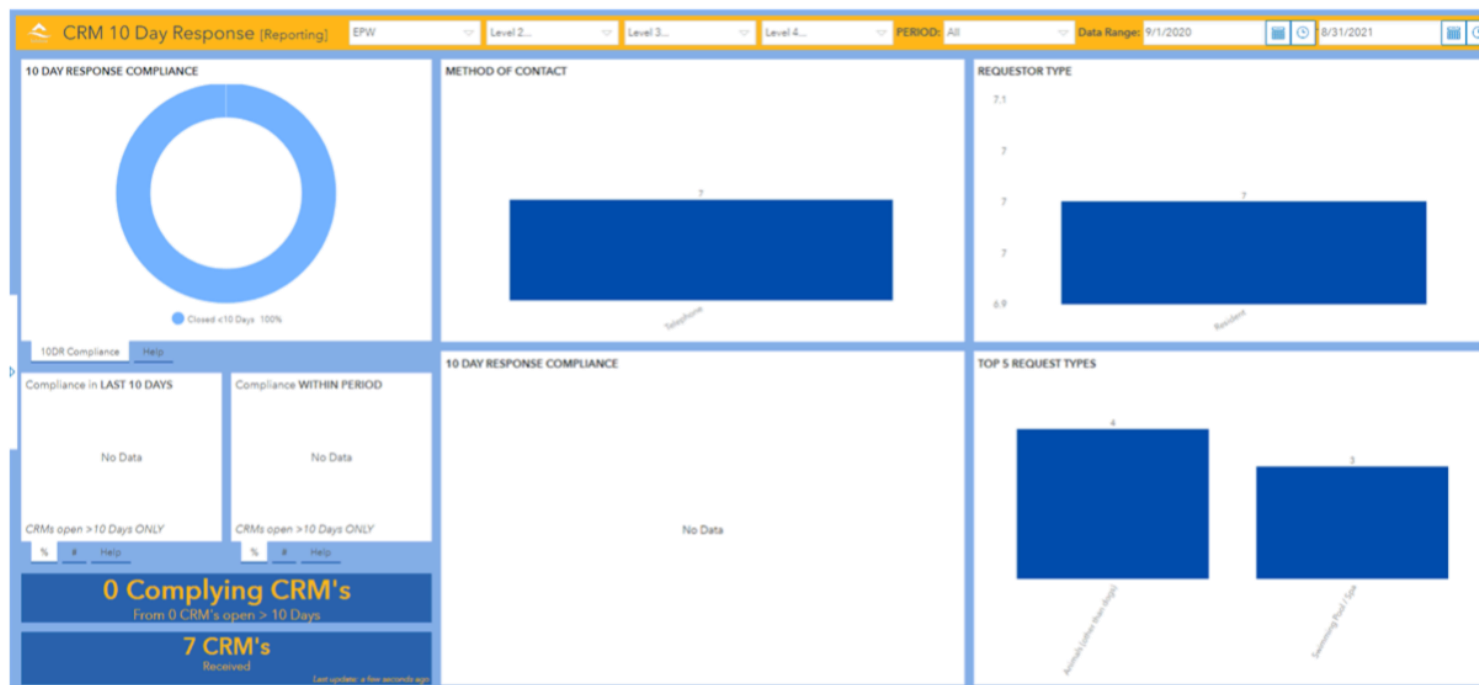 CRM 10 Day Response [Reporting] EPW Level 2... Level 3... Level 4... PERIOD: All Data Range: 9/1/2020 - 8/31/2021
10 DAY RESPONSE COMPLIANCE
Closed <10 Days 100%
10DR Compliance Help
Compliance in LAST 10 DAYS
No Data
CRMs open >10 Days ONLY
% # Help
Compliance WITHIN PERIOD
No Data
CRMs open >10 Days ONLY
% # Help
0 Complying CRM's
From 0 CRM's open > 10 Days
7 CRM's
Received
Last update: a few seconds ago
METHOD OF CONTACT
7
Telephone
10 DAY RESPONSE COMPLIANCE
No Data
REQUESTOR TYPE
7.1
7
7
7
6.9
7
Resident
TOP 5 REQUEST TYPES
4
3
Animals (other than dogs)
Swimming Pool / Spa